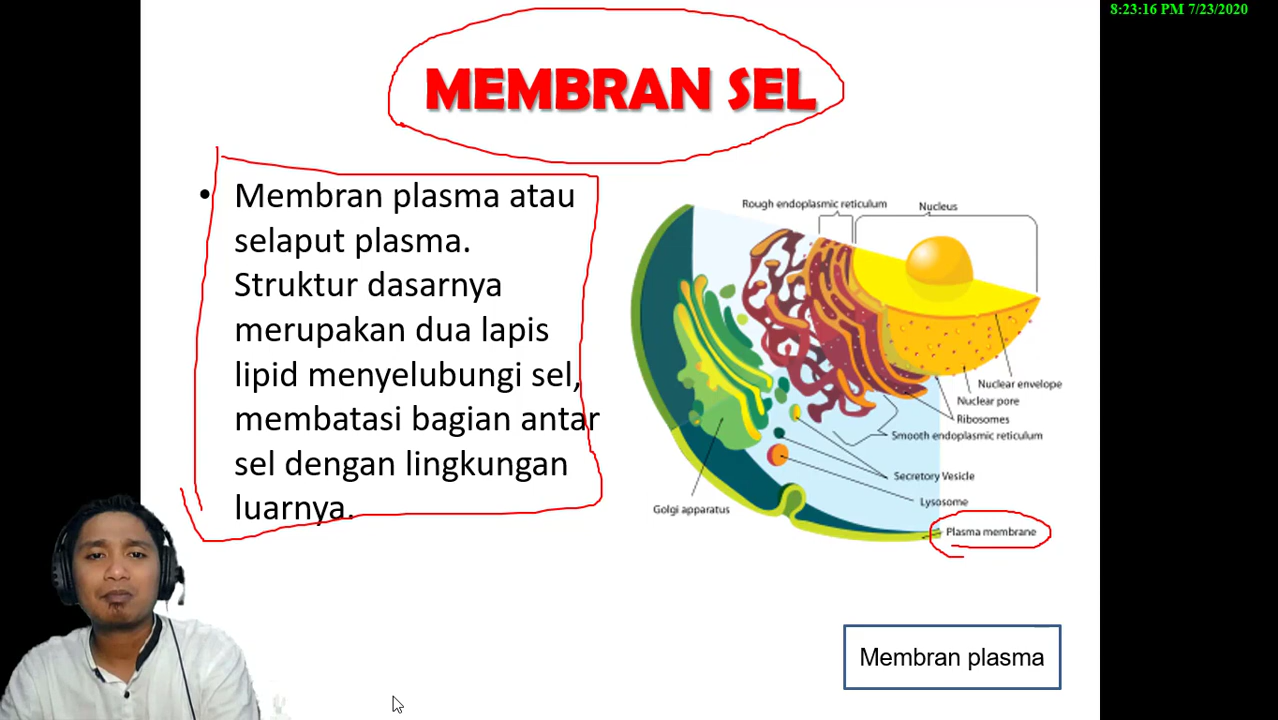 8:23:16 PM 7/23/2020
MEMBRAN SEL
• Membran plasma atau
selaput plasma.
Struktur dasarnya
merupakan dua lapis
lipid menyelubungi sel,
membatasi bagian antar
sel dengan lingkungan
luarnya.
Rough endoplasmic reticulum
Nucleus
Nuclear envelope
Nuclear pore
Ribosomes
Smooth endoplasmic reticulum
Secretory Vesicle
Lysosome
Golgi apparatus
Plasma membrane
Membran plasma